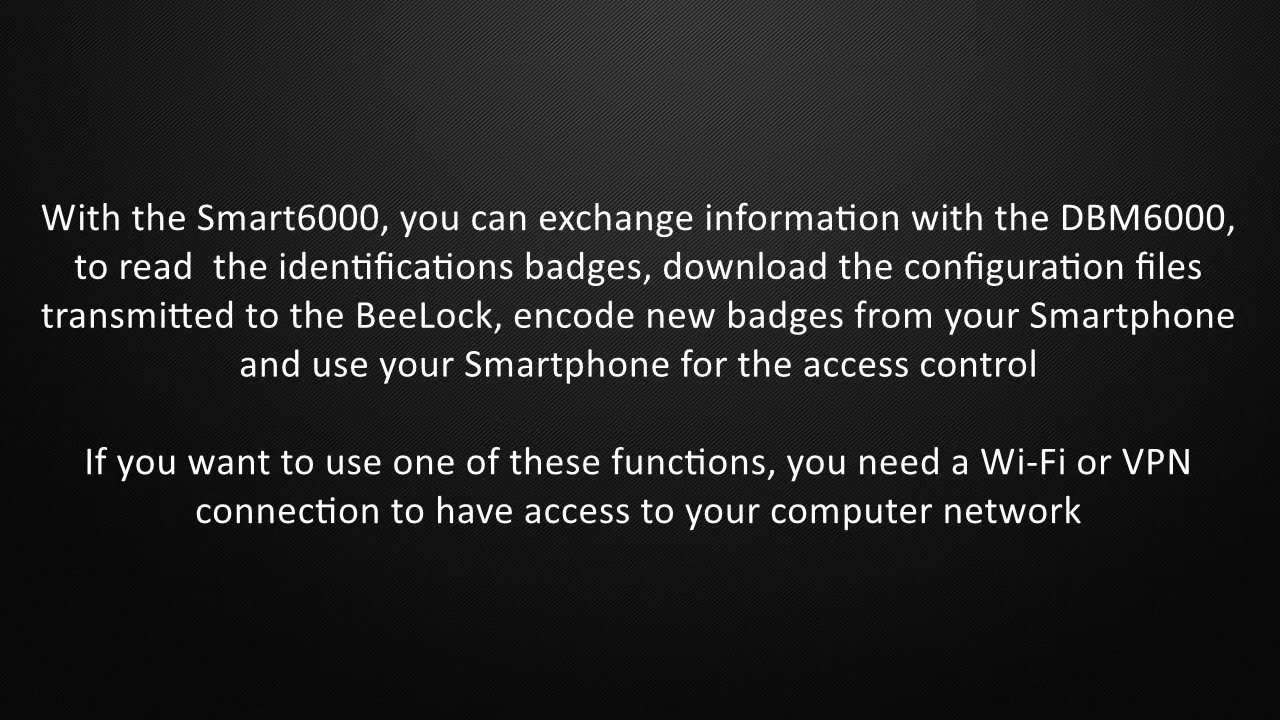 With the Smart6000, you can exchange information with the DBM6000,
to read  the identifications badges, download the configuration files
transmitted to the BeeLock, encode new badges from your Smartphone
and use your Smartphone for the access control
If you want to use one of these functions, you need a Wi-Fi or VPN
connection to have access to your computer network